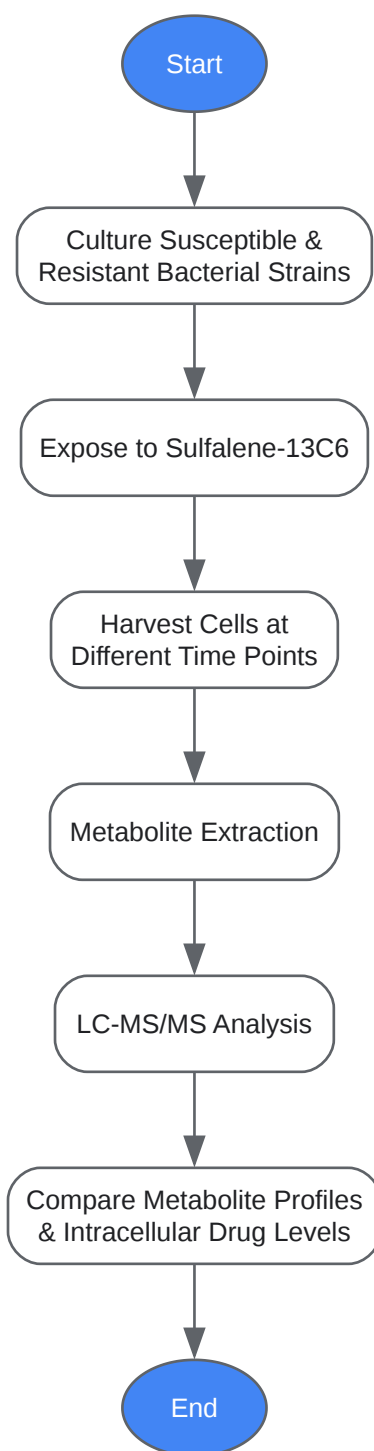 Start
Culture Susceptible &
Resistant Bacterial Strains
Expose to Sulfalene-13C6
Harvest Cells at
Different Time Points
Metabolite Extraction
LC-MS/MS Analysis
Compare Metabolite Profiles
& Intracellular Drug Levels
End